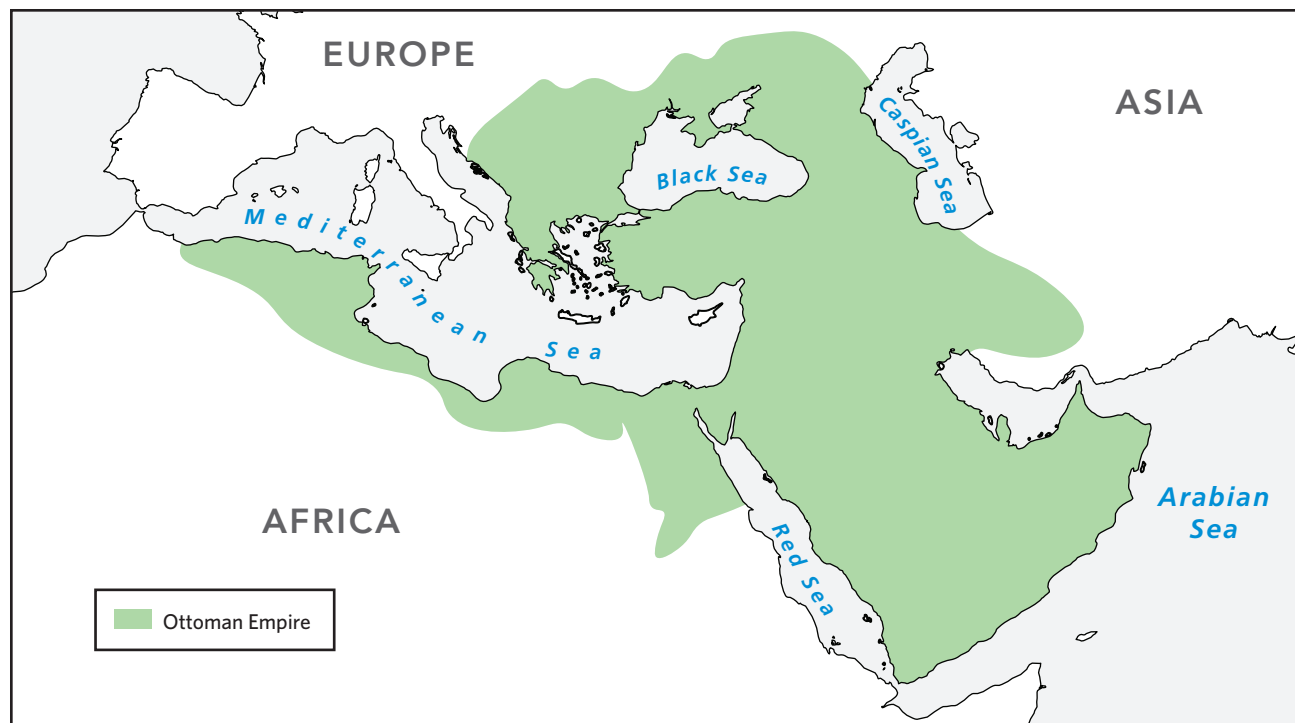 EUROPE
ASIA
Caspian Sea
Black Sea
Mediterranean Sea
Arabian
Sea
AFRICA
Red Sea
Ottoman Empire